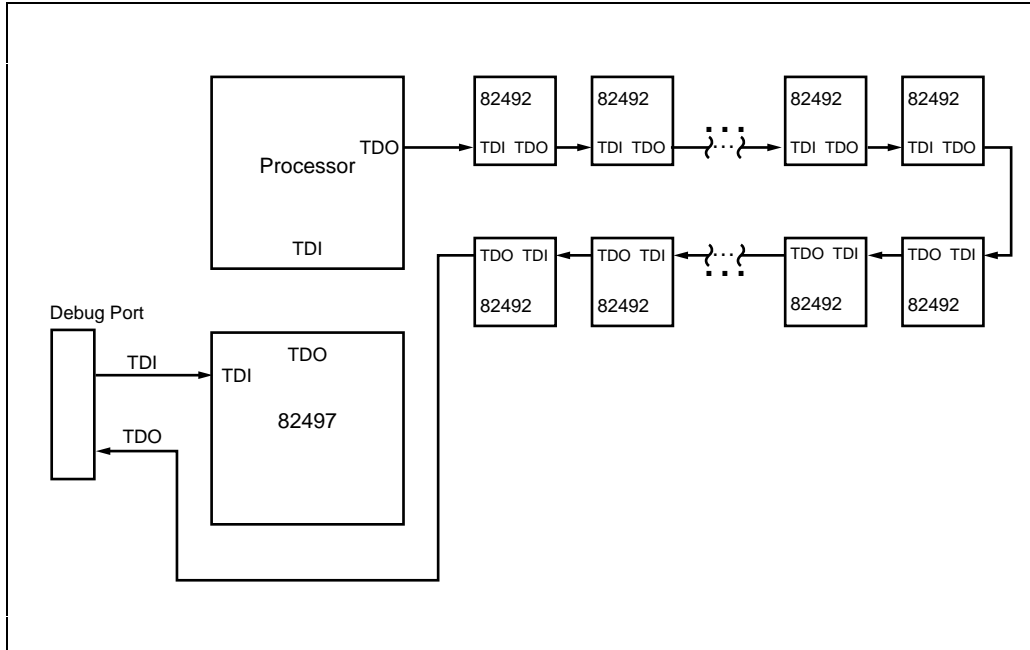 82492 82492 82492 82492
TDO TDI TDO TDI TDO ... TDI TDO TDI TDO
Processor
TDI
TDO TDI TDO TDI ... TDO TDI TDO TDI
82492 82492 82492 82492
Debug Port
TDI
TDO
TDI
82497
TDO